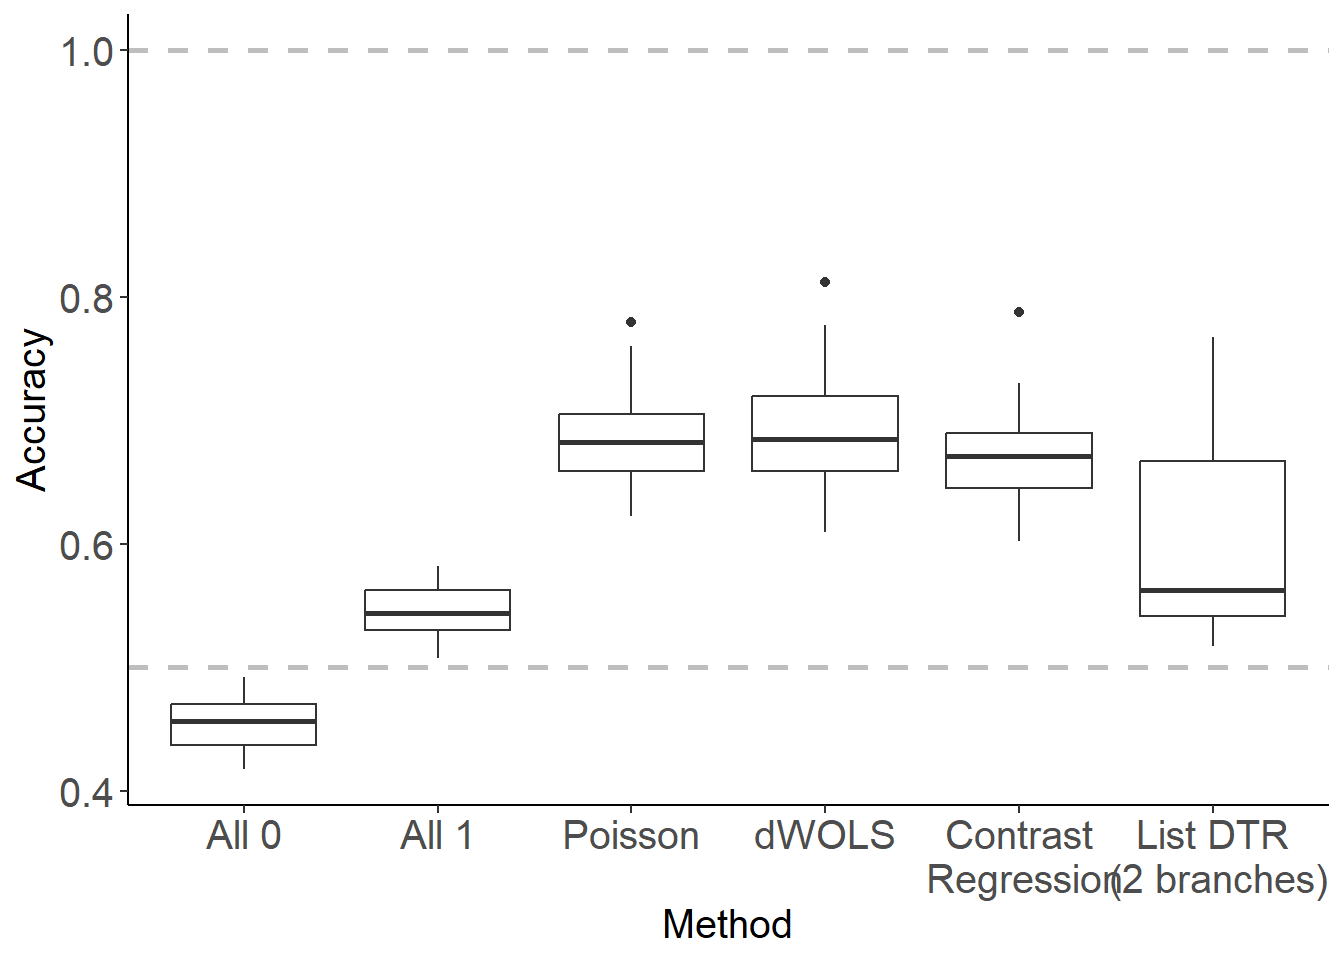 1.0
0.8
0.6
0.4
Accuracy
All 0
All 1
Poisson
dWOLS
Contrast
Regression
List DTR
(2 branches)
Method